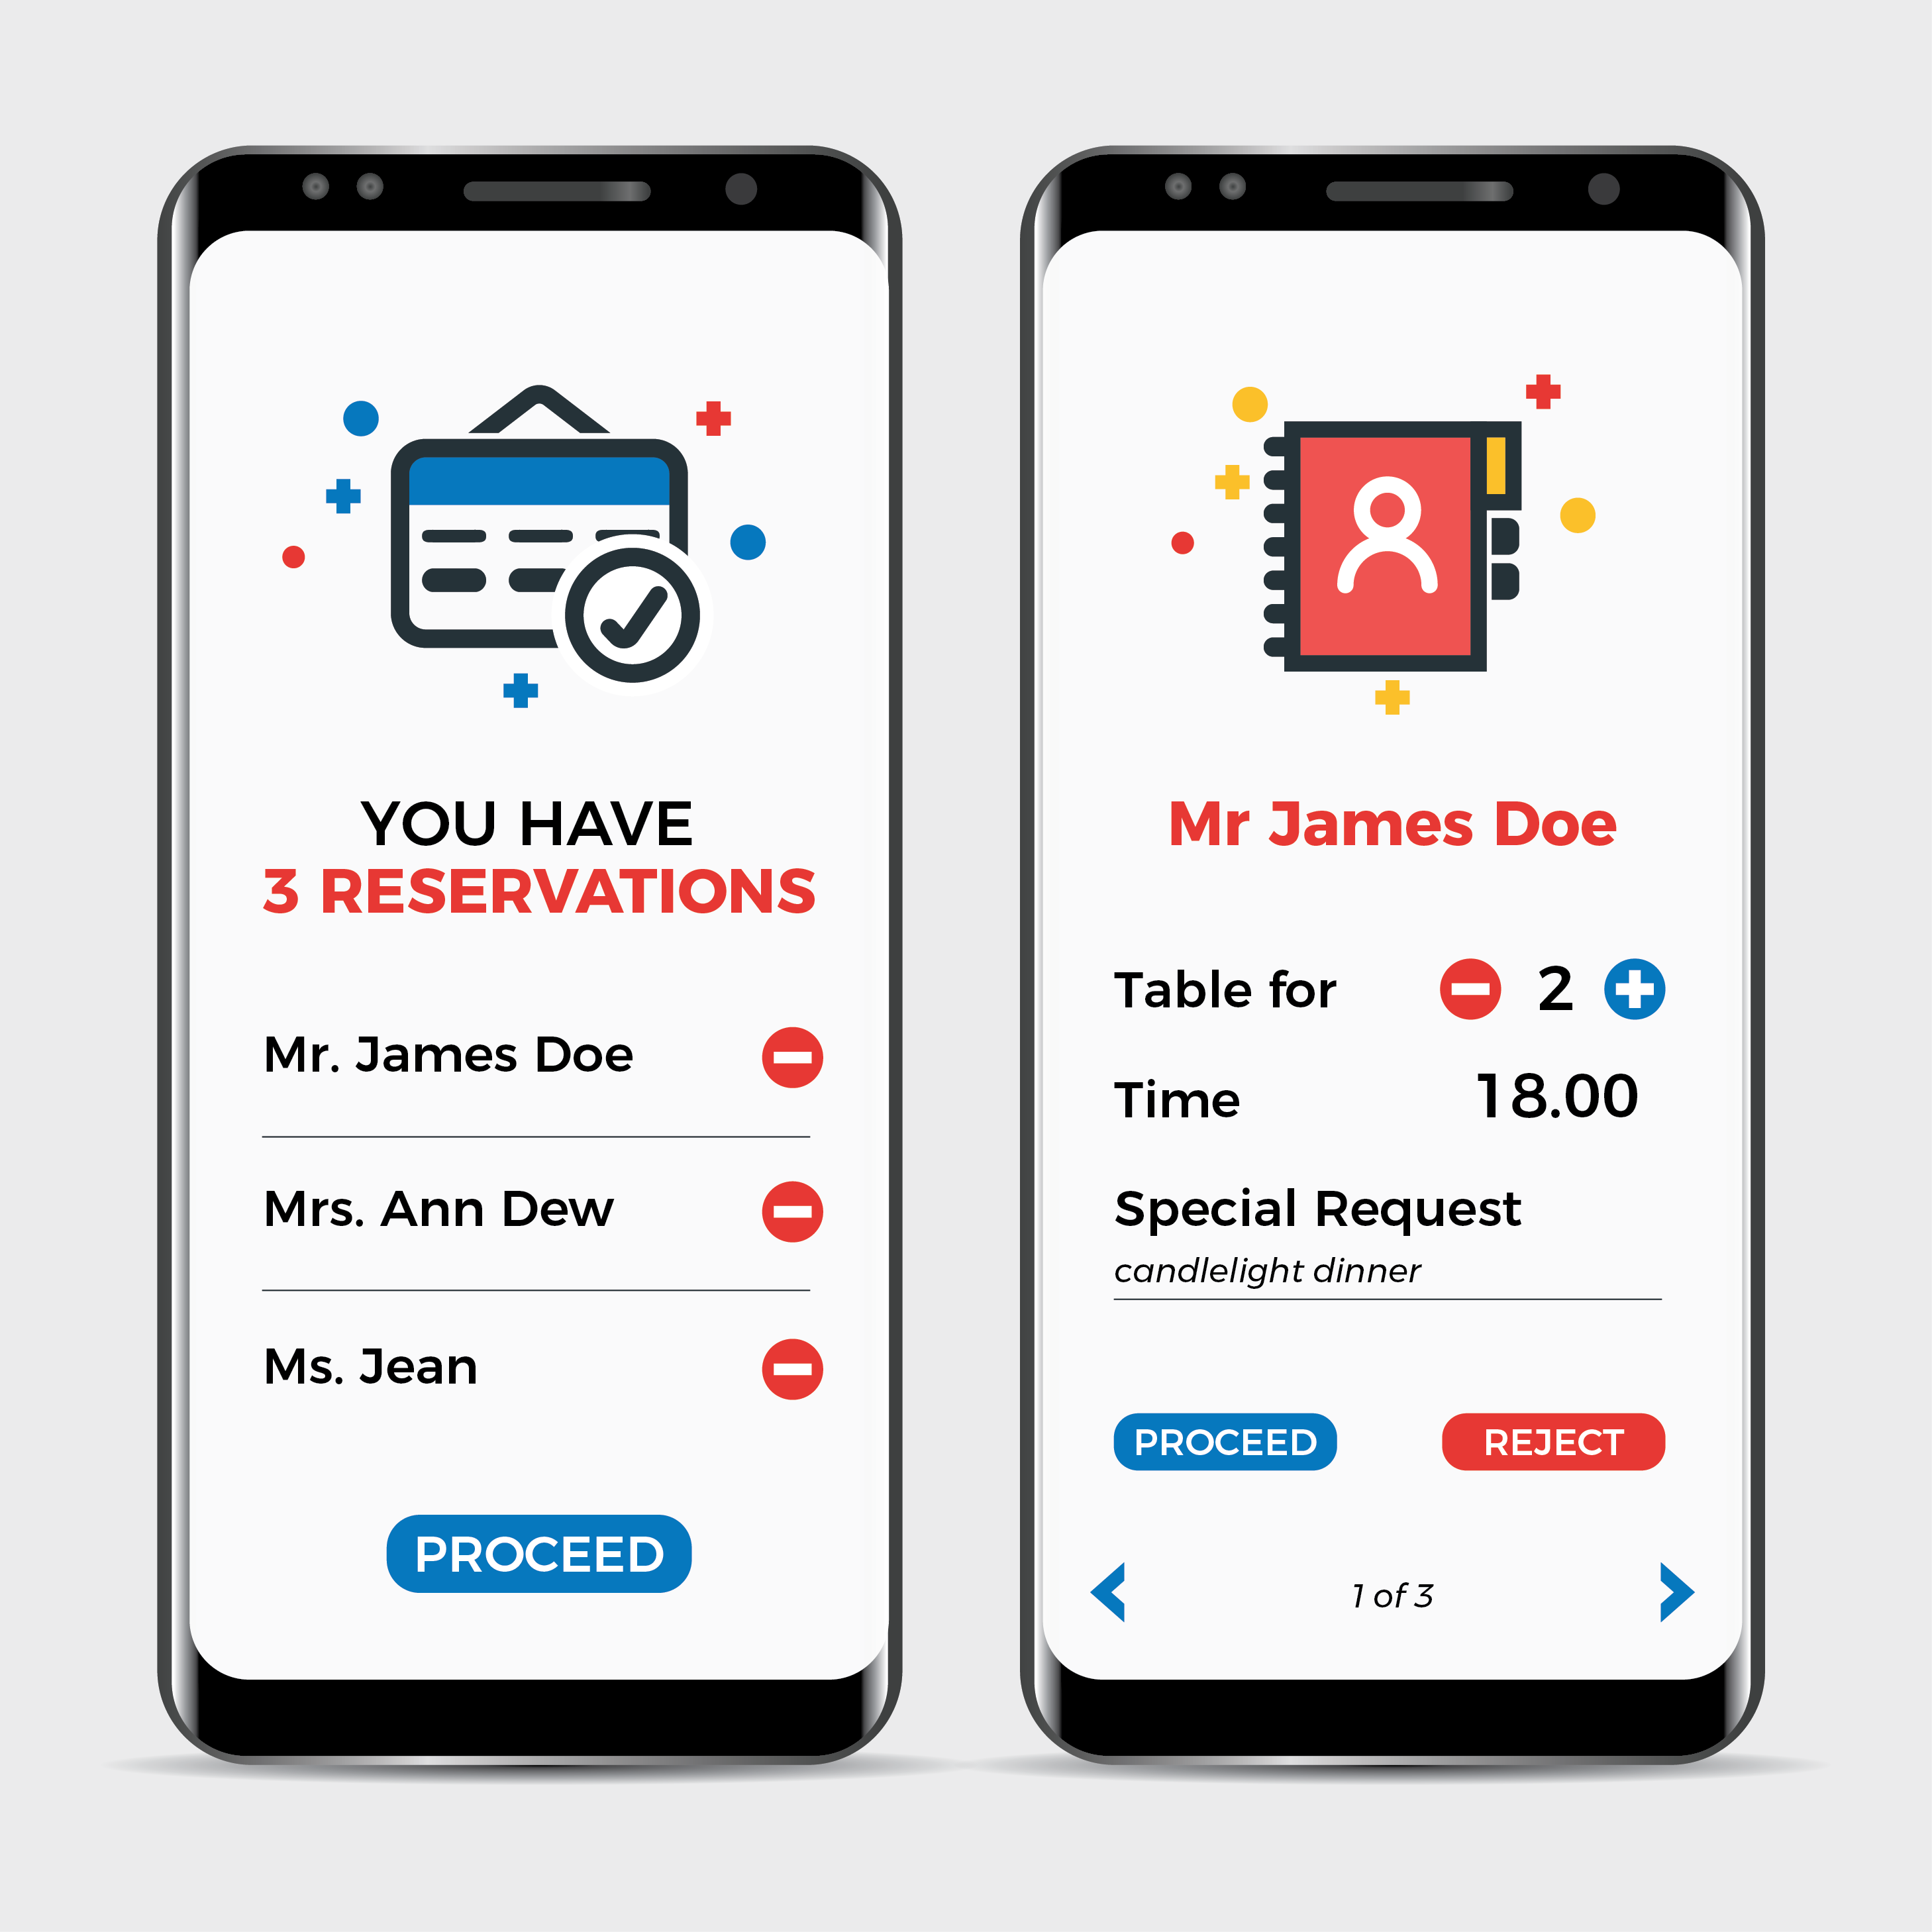 YOU HAVE
3 RESERVATIONS
Mr. James Doe
Mrs. Ann Dew
Ms. Jean
PROCEED
Mr James Doe
Table for 2
Time 18.00
Special Request
candlelight dinner
PROCEED REJECT
1 of 3